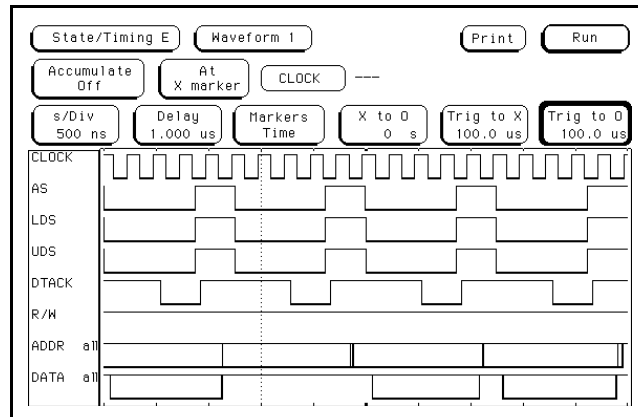 State/Timing E Waveform 1 Print Run
Accumulate Off At X marker CLOCK ---
s/Div 500 ns Delay 1.000 us Markers Time X to O 0 s Trig to X 100.0 us Trig to O 100.0 us
CLOCK
AS
LDS
UDS
DTACK
R/W
ADDR all
DATA all